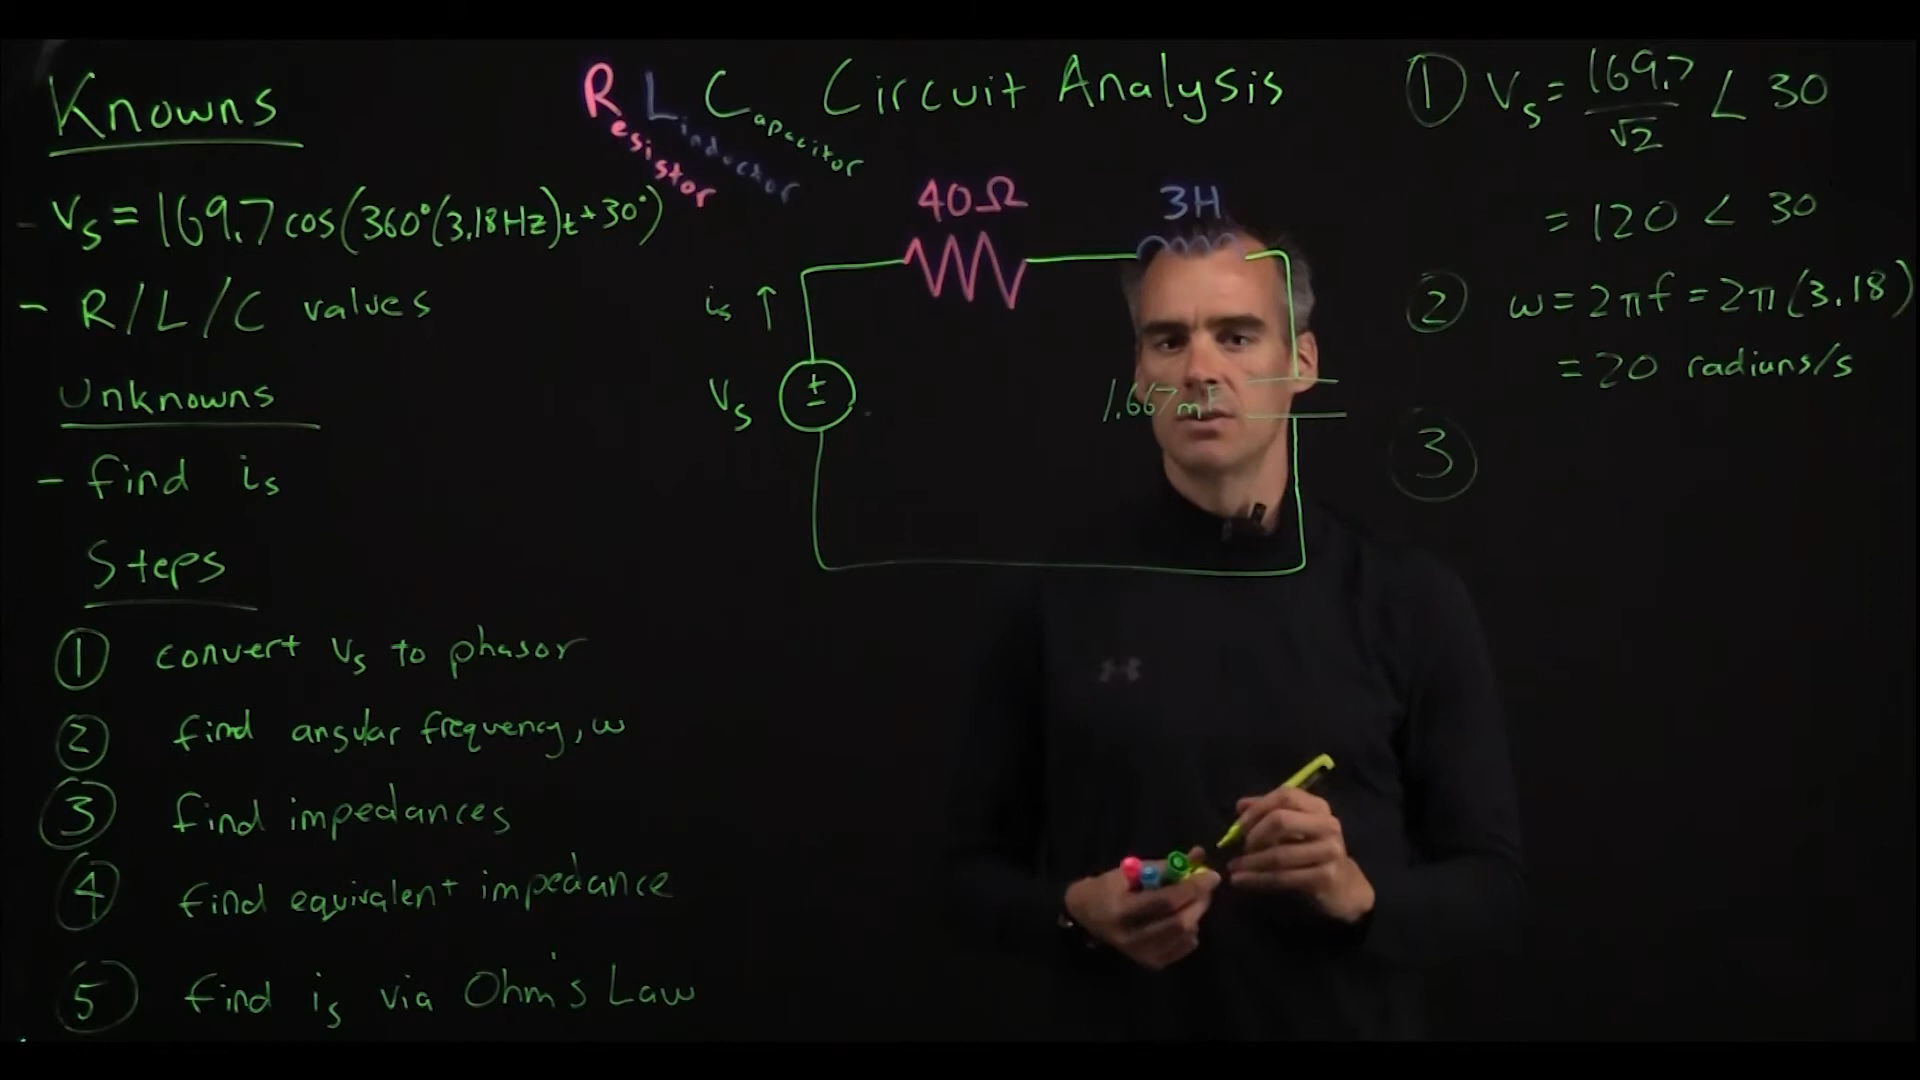 RLC Circuit Analysis
Resistor
Inductor
Capacitor
Knowns
- Vs = 169.7 cos(360°(3.18Hz)t+30°)
- R/L/C values
Unknowns
- find is
Steps
① convert Vs to phasor
② find angular frequency, ω
③ find impedances
④ find equivalent impedance
⑤ find is via Ohm's Law
40Ω
3H
is ↑
Vs
±
1.667mF
① Vs = 169.7/√2 ∠ 30
= 120 ∠ 30
② ω = 2πf = 2π(3.18)
= 20 radians/s
③